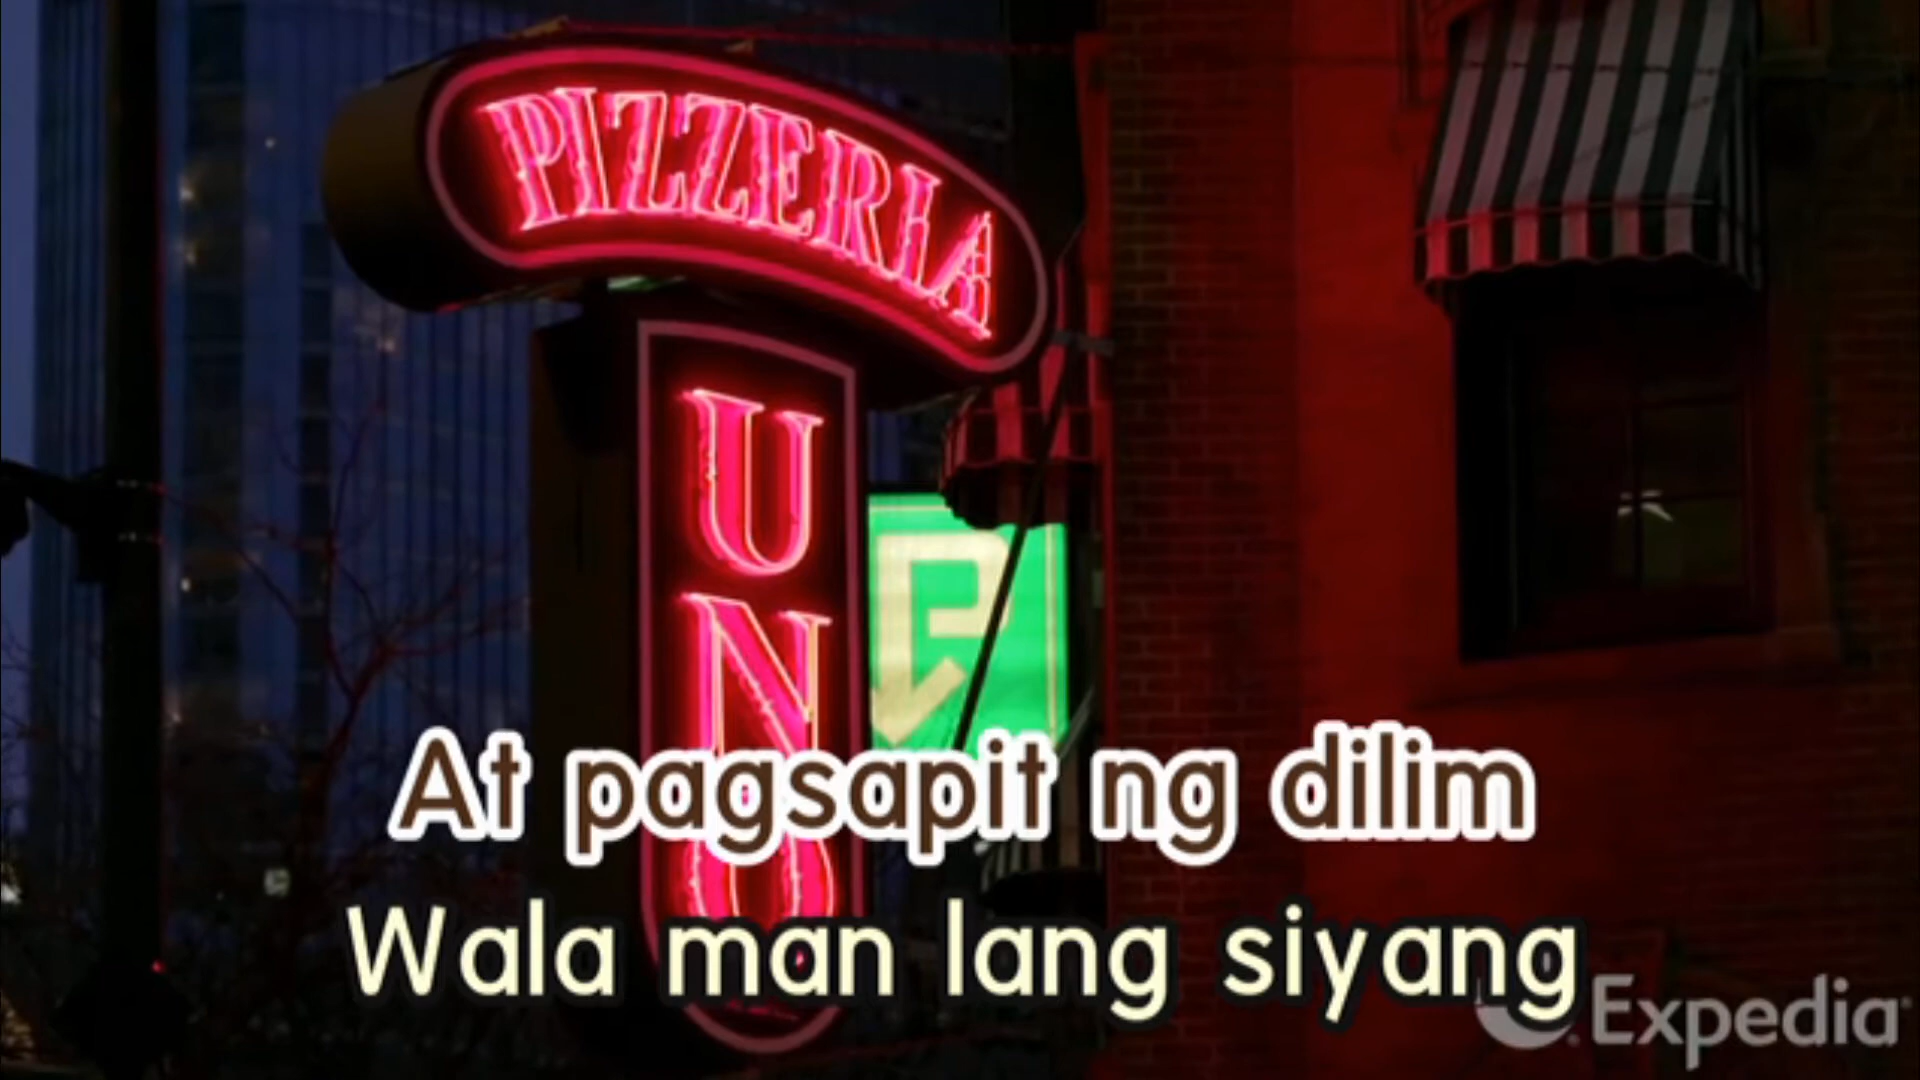 PIZZERIA
UNO
P
At pagsapit ng dilim
Wala man lang siyang
Expedia